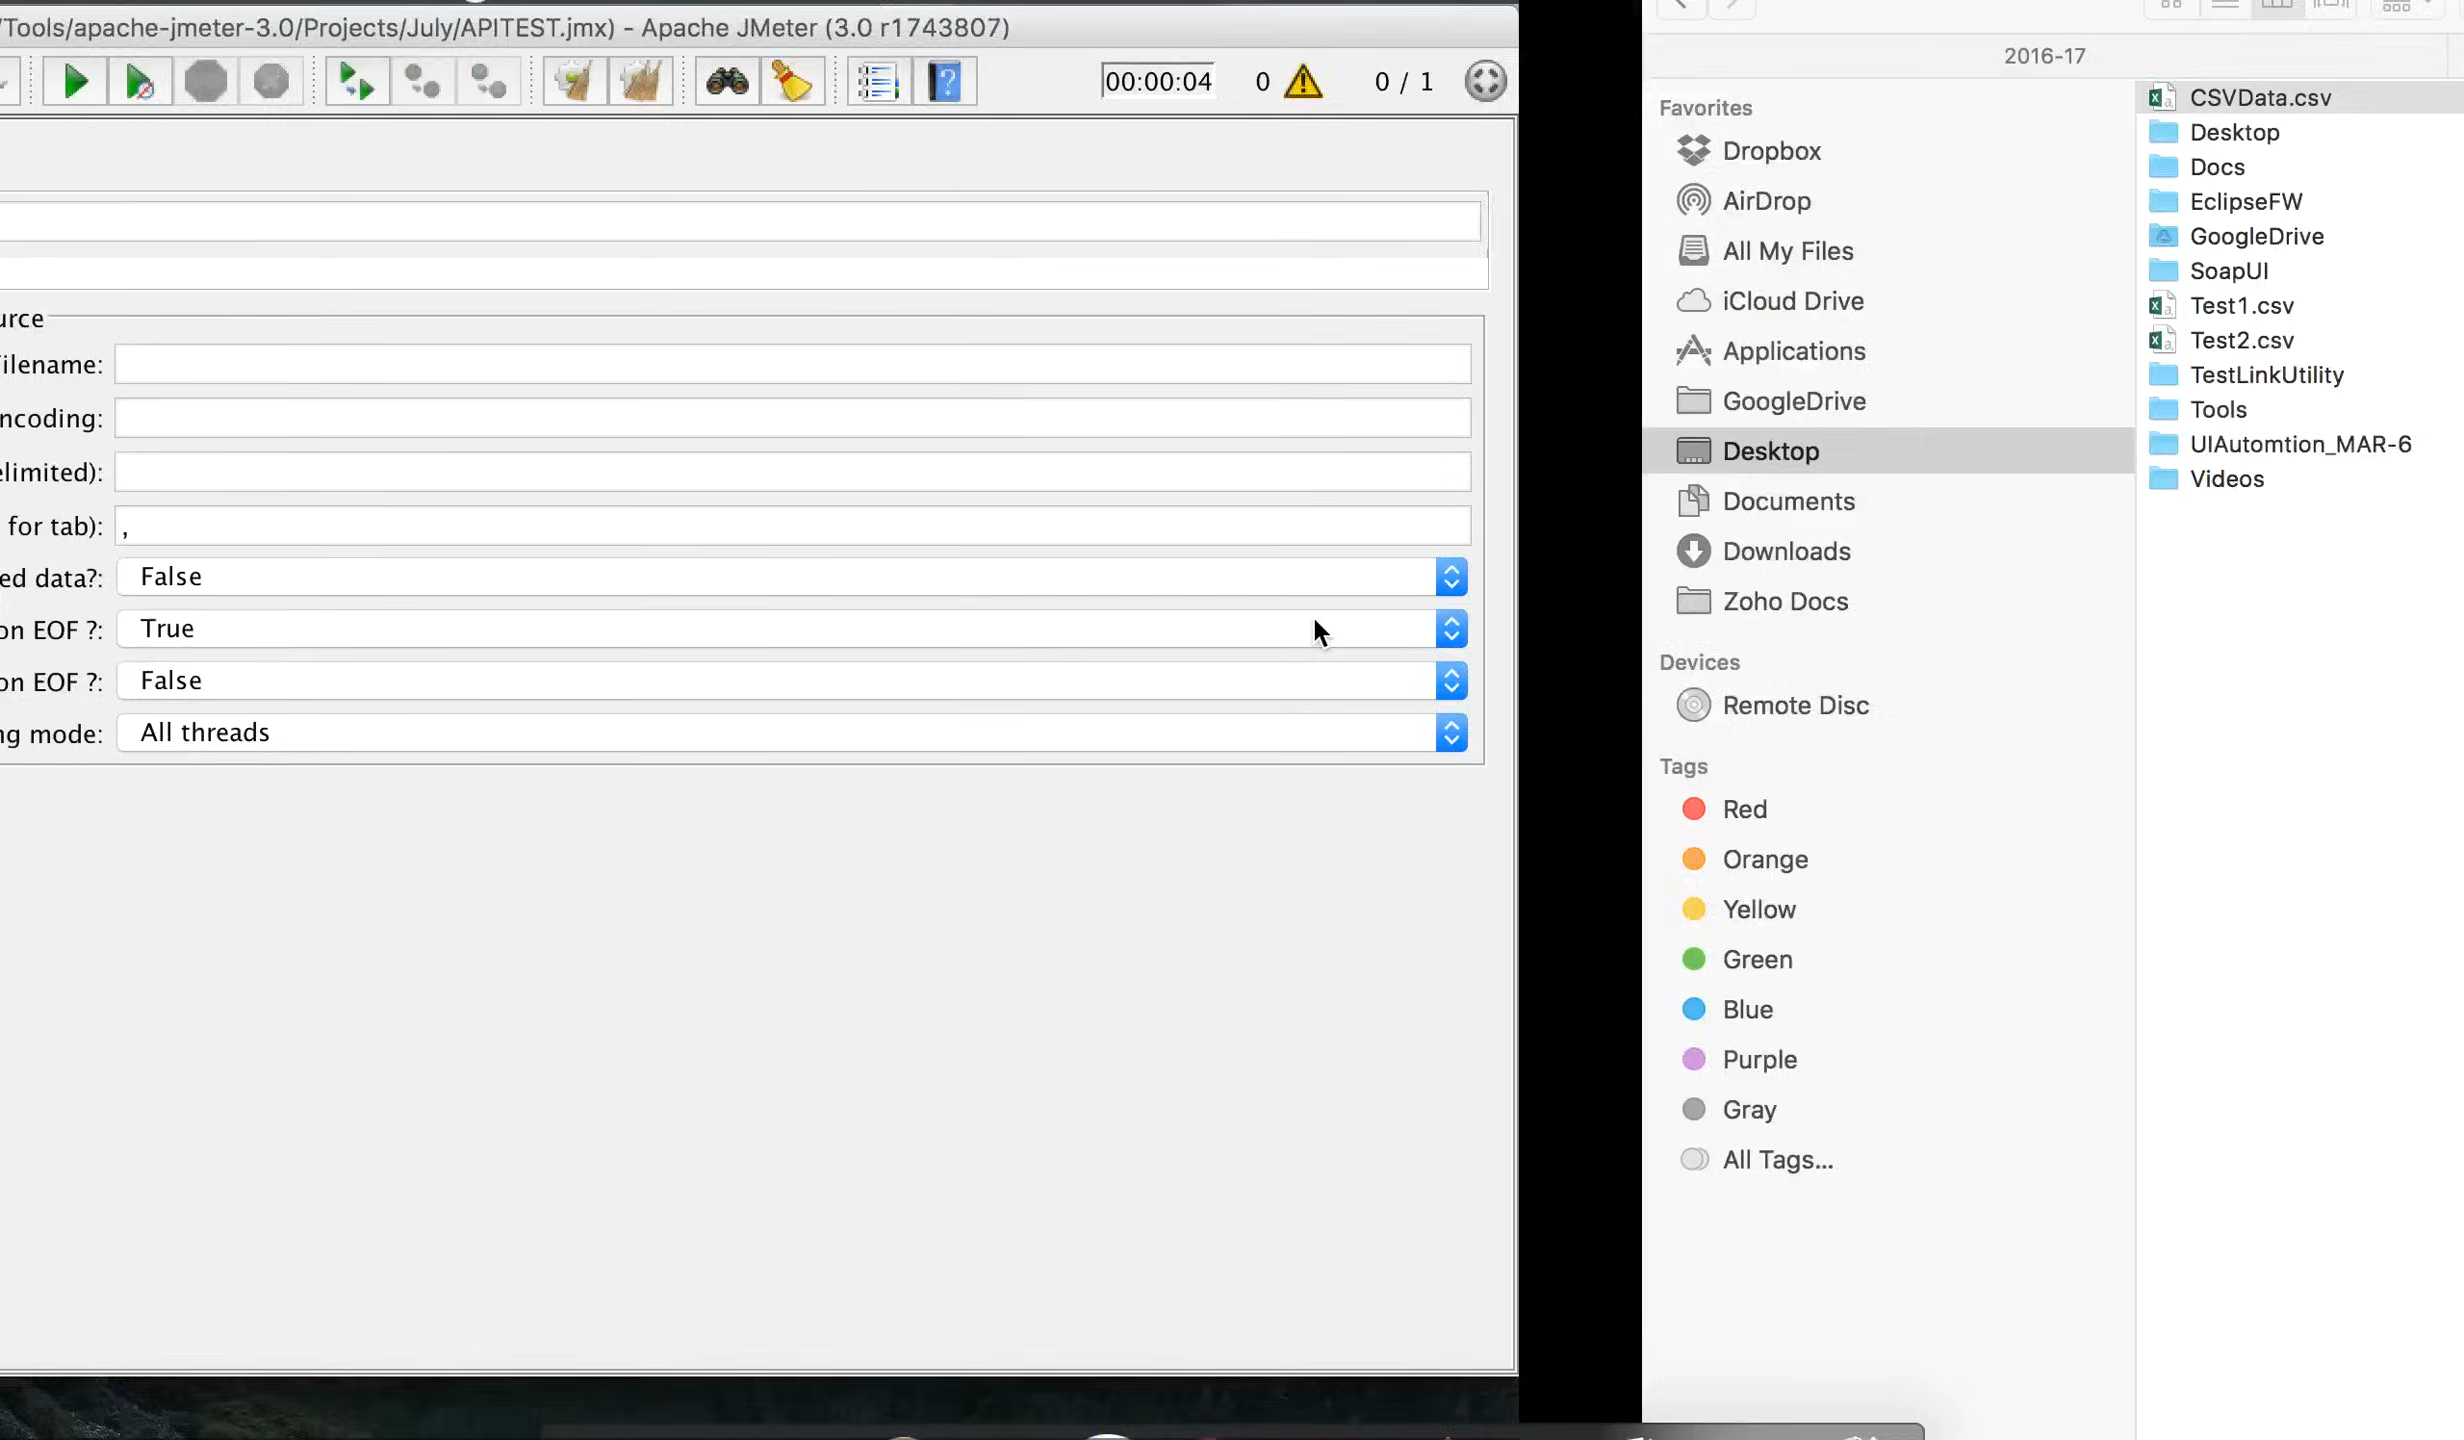 /Tools/apache-jmeter-3.0/Projects/July/APITEST.jmx) - Apache JMeter (3.0 r1743807)
00:00:04 0 0 / 1
urce
ilename:
ncoding:
elimited):
for tab): ,
ed data?: False
on EOF ?: True
on EOF ?: False
ng mode: All threads
2016-17
Favorites
Dropbox
AirDrop
All My Files
iCloud Drive
Applications
GoogleDrive
Desktop
Documents
Downloads
Zoho Docs
Devices
Remote Disc
Tags
Red
Orange
Yellow
Green
Blue
Purple
Gray
All Tags...
CSVData.csv
Desktop
Docs
EclipseFW
GoogleDrive
SoapUI
Test1.csv
Test2.csv
TestLinkUtility
Tools
UIAutomtion_MAR-6
Videos